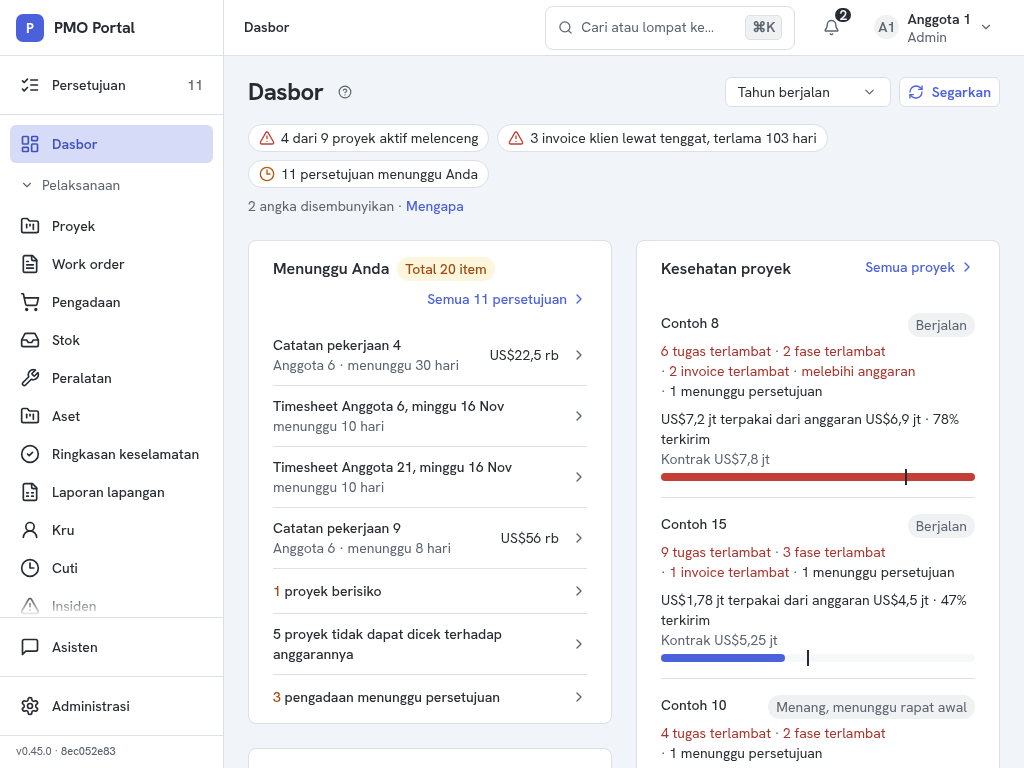 P PMO Portal
Dasbor
Cari atau lompat ke...
⌘K
2
A1
Anggota 1
Admin
Persetujuan 11
Dasbor
Pelaksanaan
Proyek
Work order
Pengadaan
Stok
Peralatan
Aset
Ringkasan keselamatan
Laporan lapangan
Kru
Cuti
Insiden
Asisten
Administrasi
v0.45.0 · 8ec052e83
Dasbor
Tahun berjalan
Segarkan
4 dari 9 proyek aktif melenceng
3 invoice klien lewat tenggat, terlama 103 hari
11 persetujuan menunggu Anda
2 angka disembunyikan · Mengapa
Menunggu Anda Total 20 item
Semua 11 persetujuan
Catatan pekerjaan 4
Anggota 6 · menunggu 30 hari
US$22,5 rb
Timesheet Anggota 6, minggu 16 Nov
menunggu 10 hari
Timesheet Anggota 21, minggu 16 Nov
menunggu 10 hari
Catatan pekerjaan 9
Anggota 6 · menunggu 8 hari
US$56 rb
1 proyek berisiko
5 proyek tidak dapat dicek terhadap
anggarannya
3 pengadaan menunggu persetujuan
Kesehatan proyek
Semua proyek
Contoh 8
Berjalan
6 tugas terlambat · 2 fase terlambat
· 2 invoice terlambat · melebihi anggaran
· 1 menunggu persetujuan
US$7,2 jt terpakai dari anggaran US$6,9 jt · 78%
terkirim
Kontrak US$7,8 jt
Contoh 15
Berjalan
9 tugas terlambat · 3 fase terlambat
· 1 invoice terlambat · 1 menunggu persetujuan
US$1,78 jt terpakai dari anggaran US$4,5 jt · 47%
terkirim
Kontrak US$5,25 jt
Contoh 10
Menang, menunggu rapat awal
4 tugas terlambat · 2 fase terlambat
· 1 menunggu persetujuan